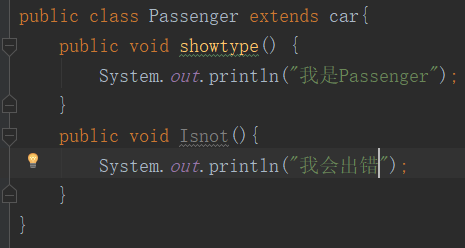 public class Passenger extends car{
public void showtype() {
System.out.println("我是Passenger");
}
public void Isnot(){
System.out.println("我会出错");
}
}